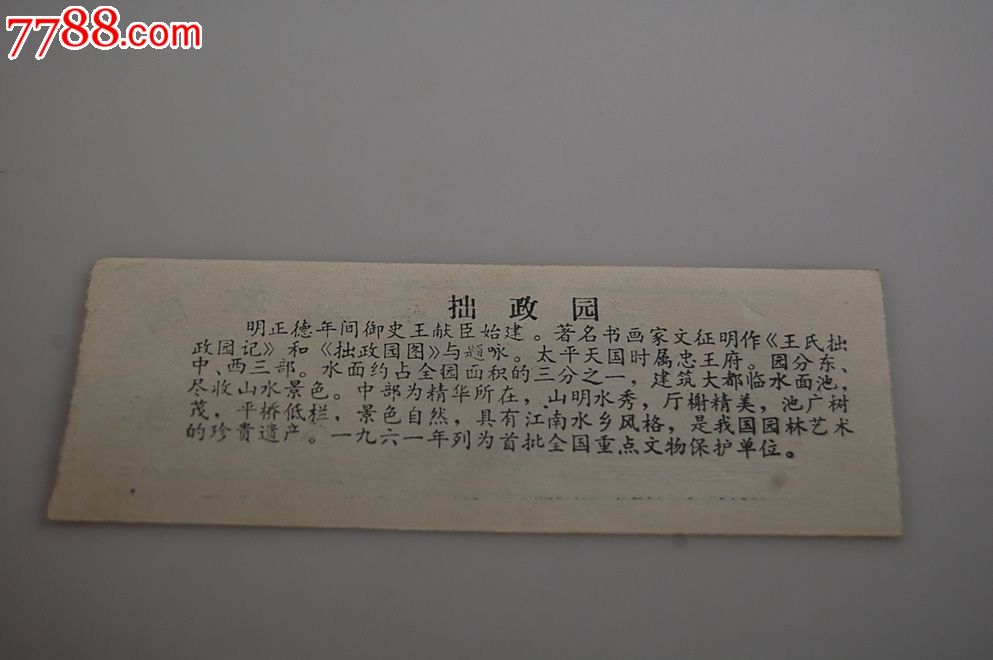 7788.com
拙政园
明正德年间御史王献臣始建。著名书画家文征明作《王氏拙
政园记》和《拙政园图》与题咏。太平天国时属忠王府。园分东、
中、西三部。水面约占全园面积的三分之一，建筑大都临水面池，
尽收山水景色。中部为精华所在，山明水秀，厅榭精美，池广树
茂，平桥低栏，景色自然，具有江南水乡风格，是我国园林艺术
的珍贵遗产。一九六一年列为首批全国重点文物保护单位。